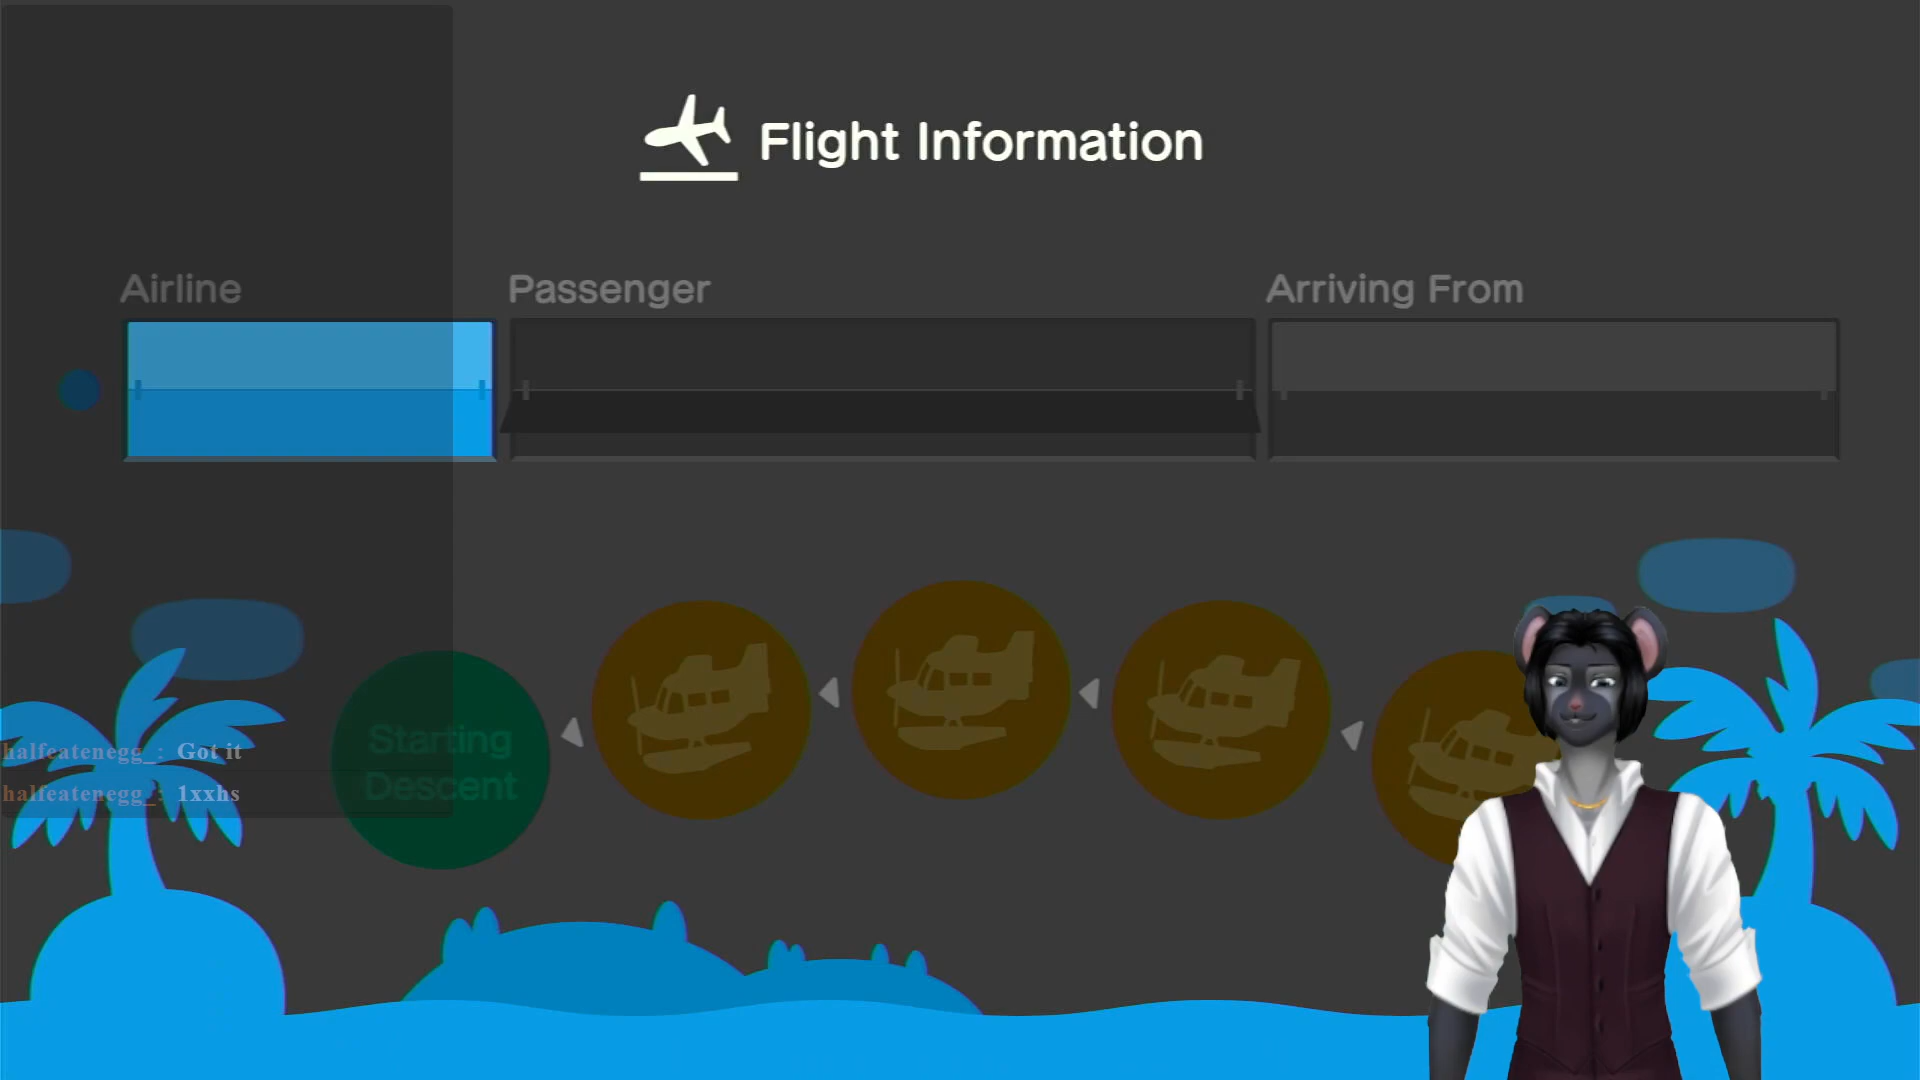 Flight Information
Airline
Passenger
Arriving From
Starting
Descent
halfeatenegg_: Got it
halfeatenegg_: 1xxhs